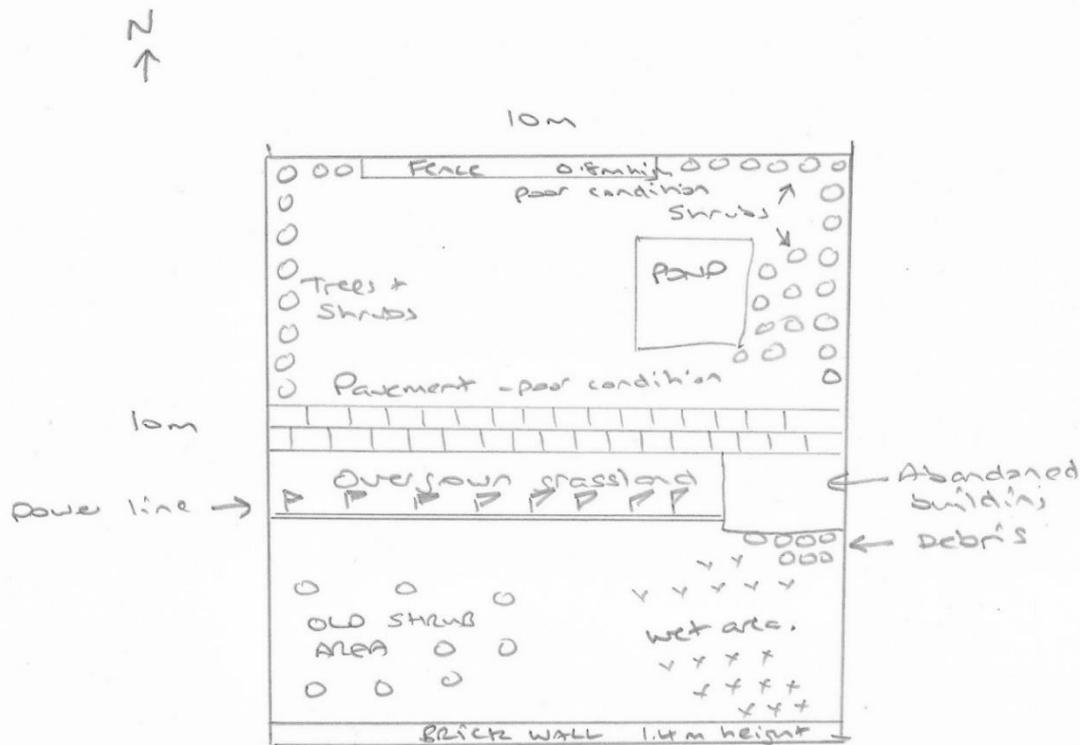 N
10m
FENCE 0.8m high
poor condition
Shrubs
POND
Trees +
Shrubs
Pavement - poor condition
10m
Overgrown grassland
Abandoned
building
power line
Debris
OLD SHRUB
AREA
wet area.
BRICK WALL 1.4m height